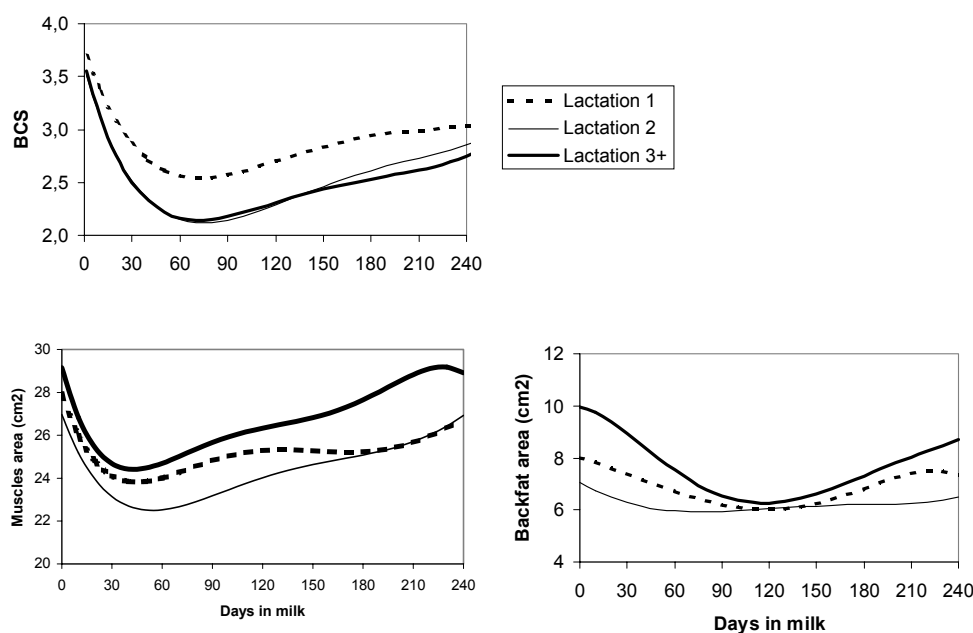 4,0
3,5
3,0
2,5
2,0
BCS
0 30 60 90 120 150 180 210 240
Lactation 1
Lactation 2
Lactation 3+
30
28
26
24
22
20
Muscles area (cm2)
0 30 60 90 120 150 180 210 240
Days in milk
12
10
8
6
4
Backfat area (cm2)
0 30 60 90 120 150 180 210 240
Days in milk